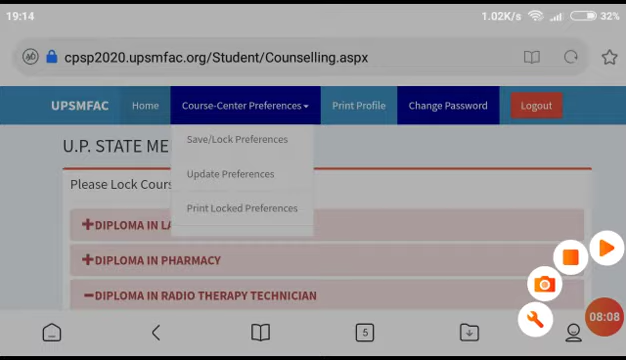 19:14 1.02K/s 32%
cpsp2020.upsmfac.org/Student/Counselling.aspx
UPSMFAC Home Course-Center Preferences Print Profile Change Password Logout
Save/Lock Preferences
U.P. STATE ME
Update Preferences
Please Lock Cours
Print Locked Preferences
DIPLOMA IN LA
DIPLOMA IN PHARMACY
DIPLOMA IN RADIO THERAPY TECHNICIAN
08:08
5